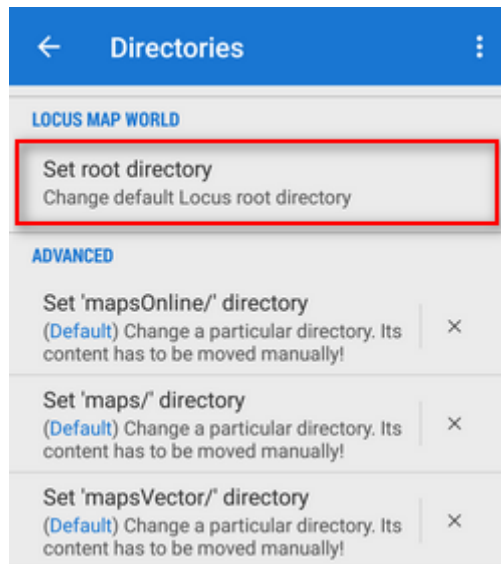 Directories
LOCUS MAP WORLD
Set root directory
Change default Locus root directory
ADVANCED
Set 'mapsOnline/' directory
(Default) Change a particular directory. Its
content has to be moved manually!
Set 'maps/' directory
(Default) Change a particular directory. Its
content has to be moved manually!
Set 'mapsVector/' directory
(Default) Change a particular directory. Its
content has to be moved manually!